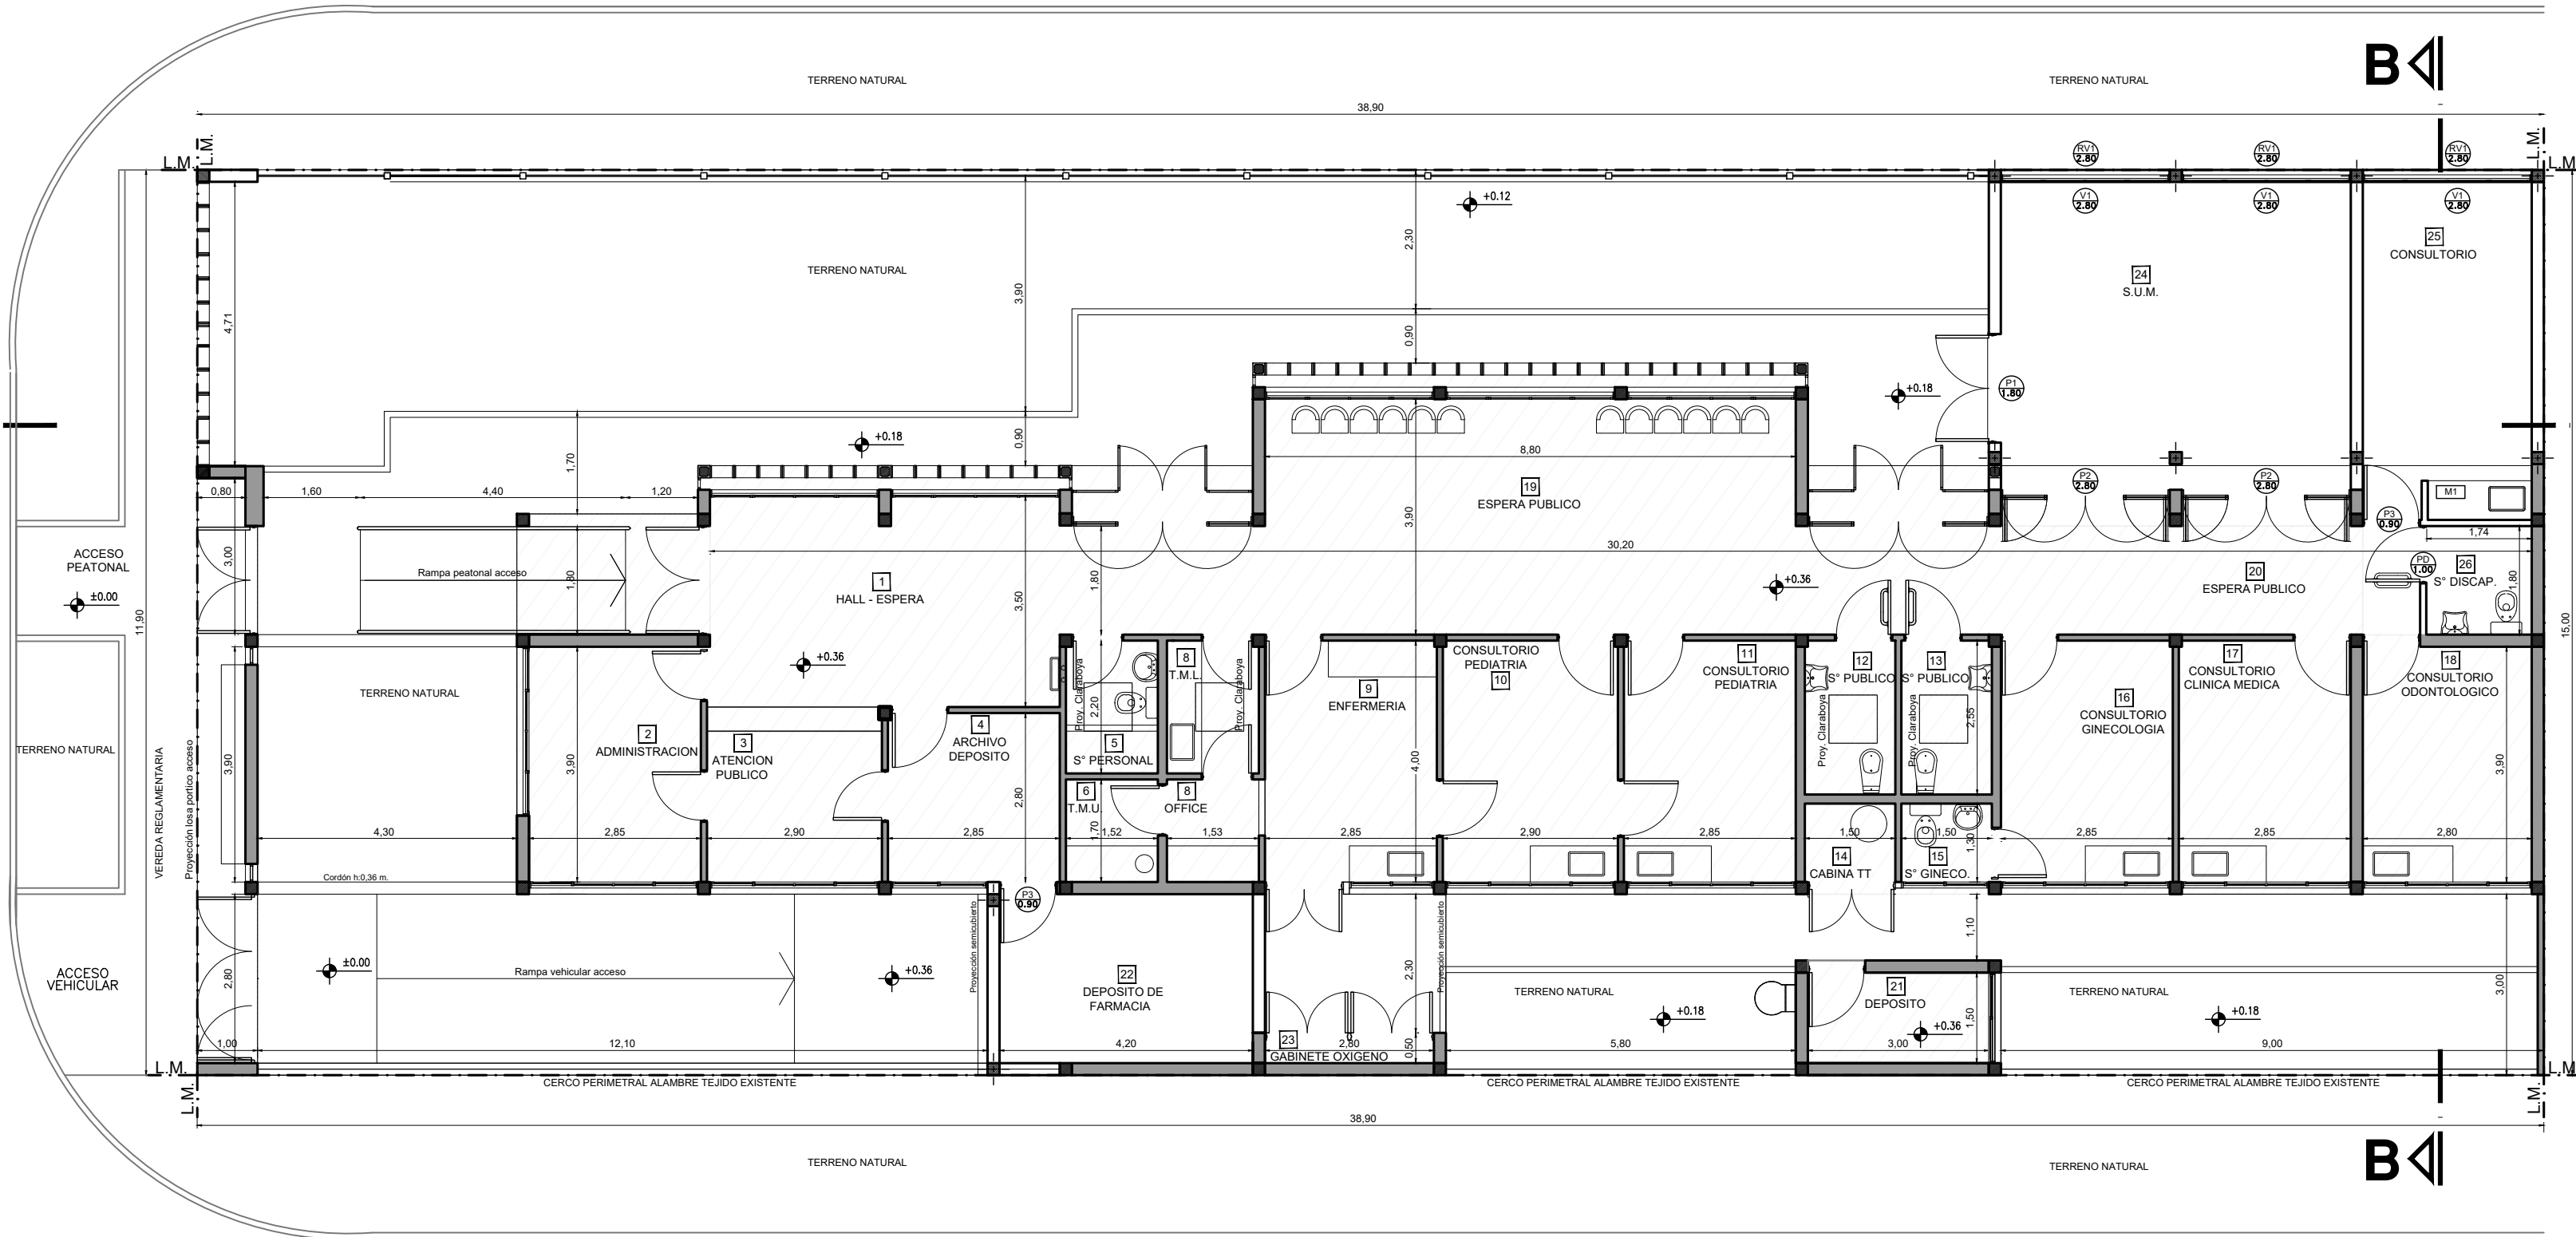 TERRENO NATURAL
TERRENO NATURAL
B
38,90
L.M.
L.M.
RV1
2.80
RV1
2.80
RV1
2.80
L.M.
L.M
+0.12
V1
2.80
V1
2.80
V1
2.80
2,30
25
CONSULTORIO
TERRENO NATURAL
24
S.U.M.
3,90
4,71
0,90
P1
1.80
+0.18
+0.18
0,90
1,70
8,80
0,80
1,60
4,40
1,20
19
ESPERA PUBLICO
P2
2.80
P2
2.80
M1
P3
0.90
3,90
1,74
30,20
ACCESO
PEATONAL
±0.00
3,00
Rampa peatonal acceso
1,80
1
HALL - ESPERA
3,50
1,80
+0.36
20
ESPERA PUBLICO
PD
1.00
26
S° DISCAP.
1,80
11,90
15,00
+0.36
TERRENO NATURAL
Proy. Claraboya
8
T.M.L.
Proy. Claraboya
2,20
9
ENFERMERIA
CONSULTORIO
PEDIATRIA
10
11
CONSULTORIO
PEDIATRIA
12
S° PUBLICO
13
S° PUBLICO
Proy. Claraboya
Proy. Claraboya
2,55
16
CONSULTORIO
GINECOLOGIA
17
CONSULTORIO
CLINICA MEDICA
18
CONSULTORIO
ODONTOLOGICO
TERRENO NATURAL
VEREDA REGLAMENTARIA
Proyección losa portico acceso
3,90
3,90
2
ADMINISTRACION
3
ATENCION
PUBLICO
4
ARCHIVO
DEPOSITO
5
S° PERSONAL
4,00
3,90
2,80
6
T.M.U.
8
OFFICE
1,70
4,30
2,85
2,90
2,85
1,52
1,53
2,85
2,90
2,85
1,50
1,50
1,30
2,85
2,85
2,80
14
CABINA TT
15
S° GINECO.
Cordón h:0,36 m.
P3
0.90
Proyección semicubierto
Proyección semicubierto
1,10
ACCESO
VEHICULAR
2,80
±0.00
Rampa vehicular acceso
+0.36
22
DEPOSITO DE
FARMACIA
2,30
TERRENO NATURAL
+0.18
21
DEPOSITO
+0.36
1,50
TERRENO NATURAL
+0.18
3,00
1,00
12,10
4,20
23
GABINETE OXIGENO
2,80
0,50
5,80
3,00
9,00
L.M.
L.M.
CERCO PERIMETRAL ALAMBRE TEJIDO EXISTENTE
CERCO PERIMETRAL ALAMBRE TEJIDO EXISTENTE
CERCO PERIMETRAL ALAMBRE TEJIDO EXISTENTE
L.M.
L.M
38,90
TERRENO NATURAL
TERRENO NATURAL
B